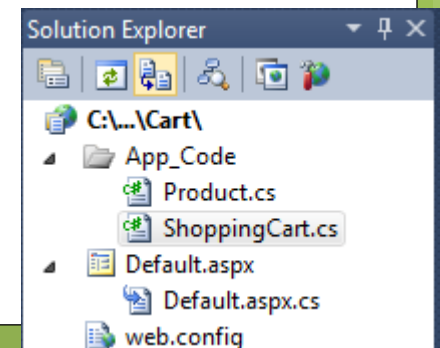 Solution Explorer
C:\...\Cart\
App_Code
Product.cs
ShoppingCart.cs
Default.aspx
Default.aspx.cs
web.config